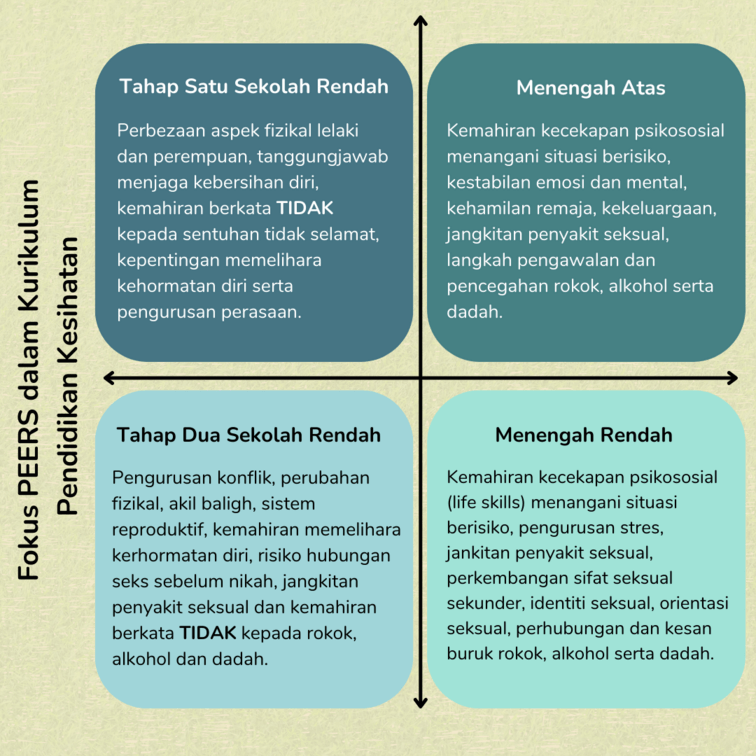 Fokus PEERS dalam Kurikulum
Pendidikan Kesihatan
Tahap Satu Sekolah Rendah
Perbezaan aspek fizikal lelaki
dan perempuan, tanggungjawab
menjaga kebersihan diri,
kemahiran berkata TIDAK
kepada sentuhan tidak selamat,
kepentingan memelihara
kehormatan diri serta
pengurusan perasaan.
Menengah Atas
Kemahiran kecekapan psikososial
menangani situasi berisiko,
kestabilan emosi dan mental,
kehamilan remaja, kekeluargaan,
jangkitan penyakit seksual,
langkah pengawalan dan
pencegahan rokok, alkohol serta
dadah.
Tahap Dua Sekolah Rendah
Pengurusan konflik, perubahan
fizikal, akil baligh, sistem
reproduktif, kemahiran memelihara
kerhormatan diri, risiko hubungan
seks sebelum nikah, jangkitan
penyakit seksual dan kemahiran
berkata TIDAK kepada rokok,
alkohol dan dadah.
Menengah Rendah
Kemahiran kecekapan psikososial
(life skills) menangani situasi
berisiko, pengurusan stres,
jankitan penyakit seksual,
perkembangan sifat seksual
sekunder, identiti seksual, orientasi
seksual, perhubungan dan kesan
buruk rokok, alkohol serta dadah.